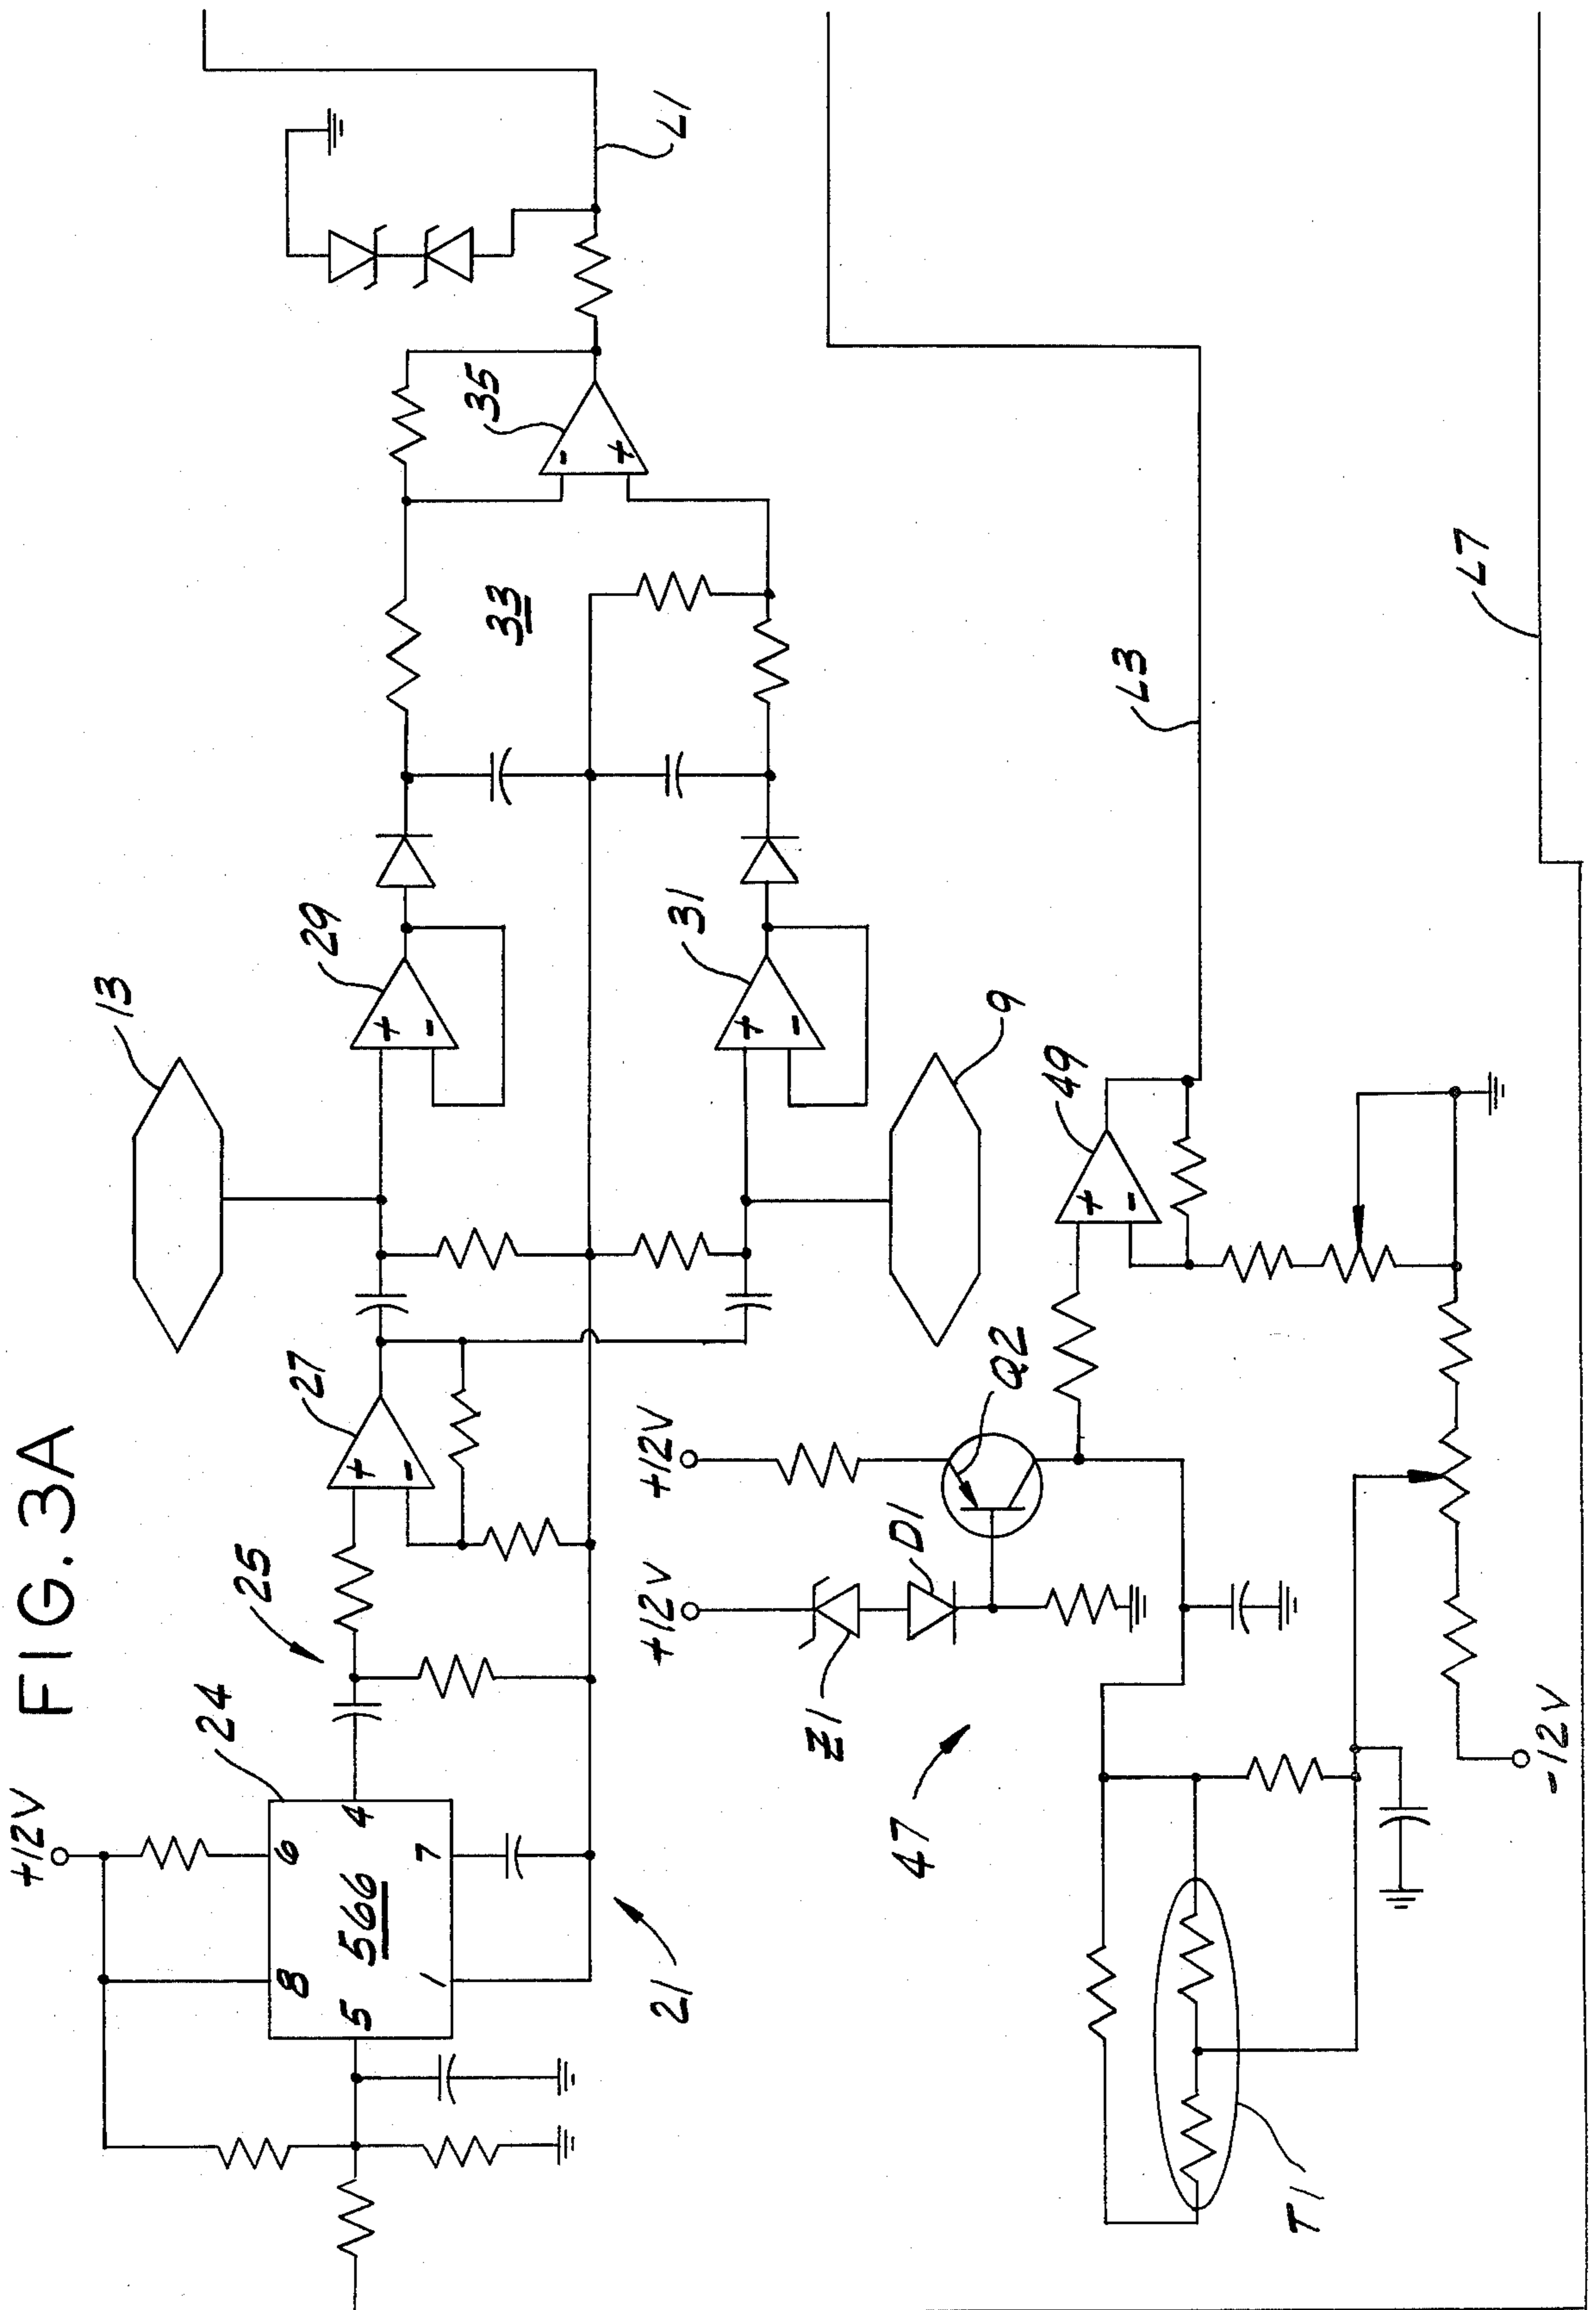 FIG. 3A
+12V
24
25
27
13
29
35
L1
8
6
566
5
4
1
7
+
-
+
-
-
+
33
21
31
+
-
9
+12V
+12V
Z1
D1
Q2
47
49
+
-
L3
T1
-12V
L7